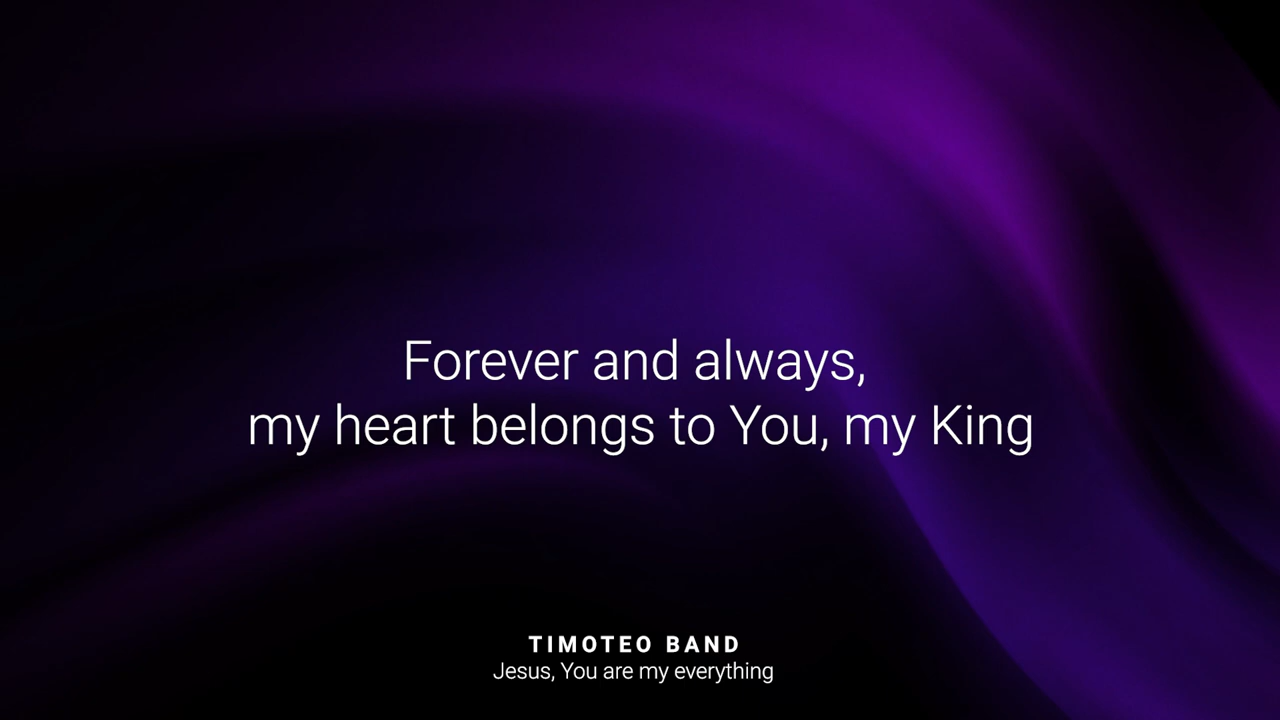 Forever and always,
my heart belongs to You, my King
TIMOTEO BAND
Jesus, You are my everything